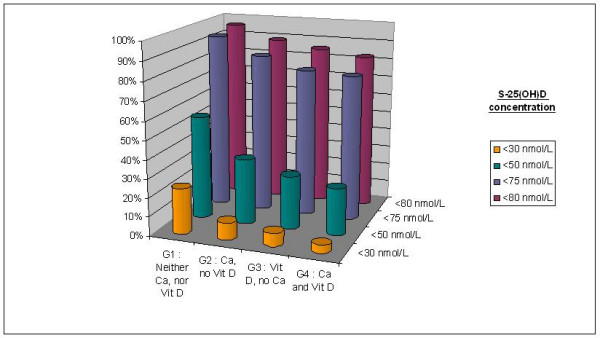 100%
90%
80%
70%
60%
50%
40%
30%
20%
10%
0%
G1 :
Neither
Ca, nor
Vit D
G2 : Ca,
no Vit D
G3 : Vit
D, no Ca
G4 : Ca
and Vit D
<80 nmol/L
<75 nmol/L
<50 nmol/L
<30 nmol/L
S-25(OH)D
concentration
<30 nmol/L
<50 nmol/L
<75 nmol/L
<80 nmol/L